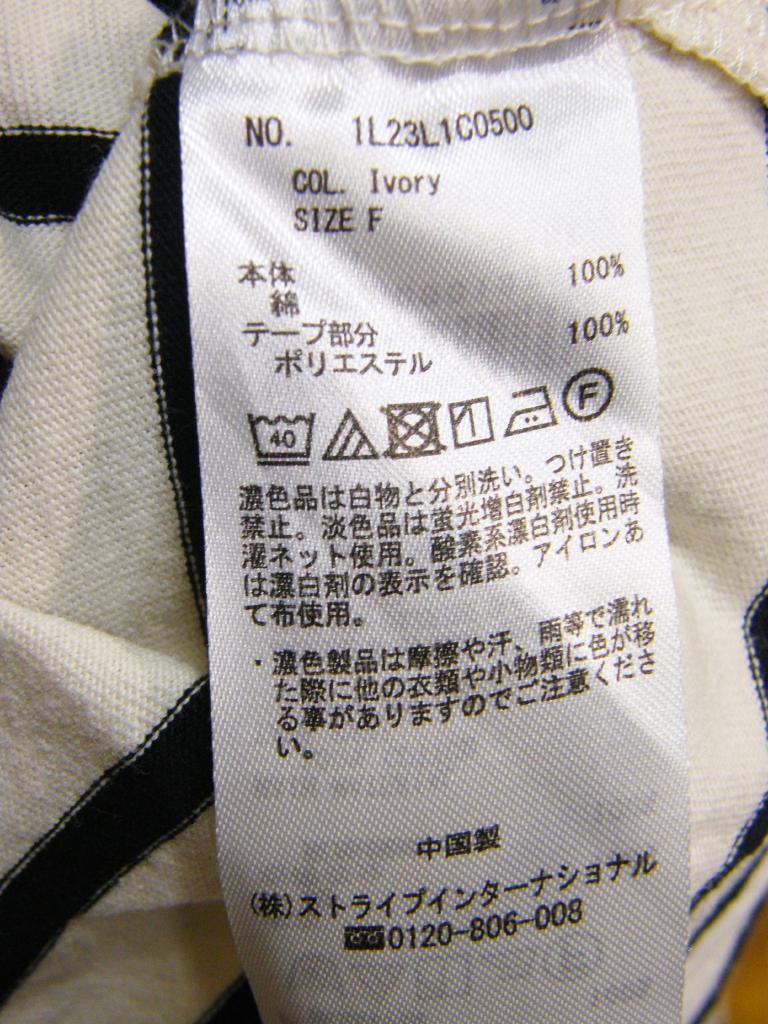 NO. 1L23L1C0500
COL. Ivory
SIZE F
本体 100%
綿
テープ部分 100%
ポリエステル
40 F
濃色品は白物と分別洗い。つけ置き
禁止。淡色品は蛍光増白剤禁止。洗
濯ネット使用。酸素系漂白剤使用時
は漂白剤の表示を確認。アイロンあ
て布使用。
・濃色製品は摩擦や汗、雨等で濡れ
た際に他の衣類や小物類に色が移
る事がありますのでご注意くださ
い。
中国製
(株)ストライプインターナショナル
0120-806-008